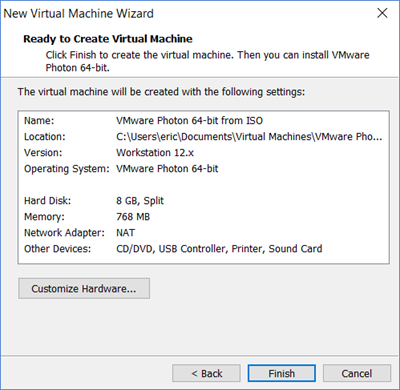 New Virtual Machine Wizard
Ready to Create Virtual Machine
Click Finish to create the virtual machine. Then you can install VMware
Photon 64-bit.
The virtual machine will be created with the following settings:
Name: VMware Photon 64-bit from ISO
Location: C:\Users\eric\Documents\Virtual Machines\VMware Pho...
Version: Workstation 12.x
Operating System: VMware Photon 64-bit
Hard Disk: 8 GB, Split
Memory: 768 MB
Network Adapter: NAT
Other Devices: CD/DVD, USB Controller, Printer, Sound Card
Customize Hardware...
< Back Finish Cancel